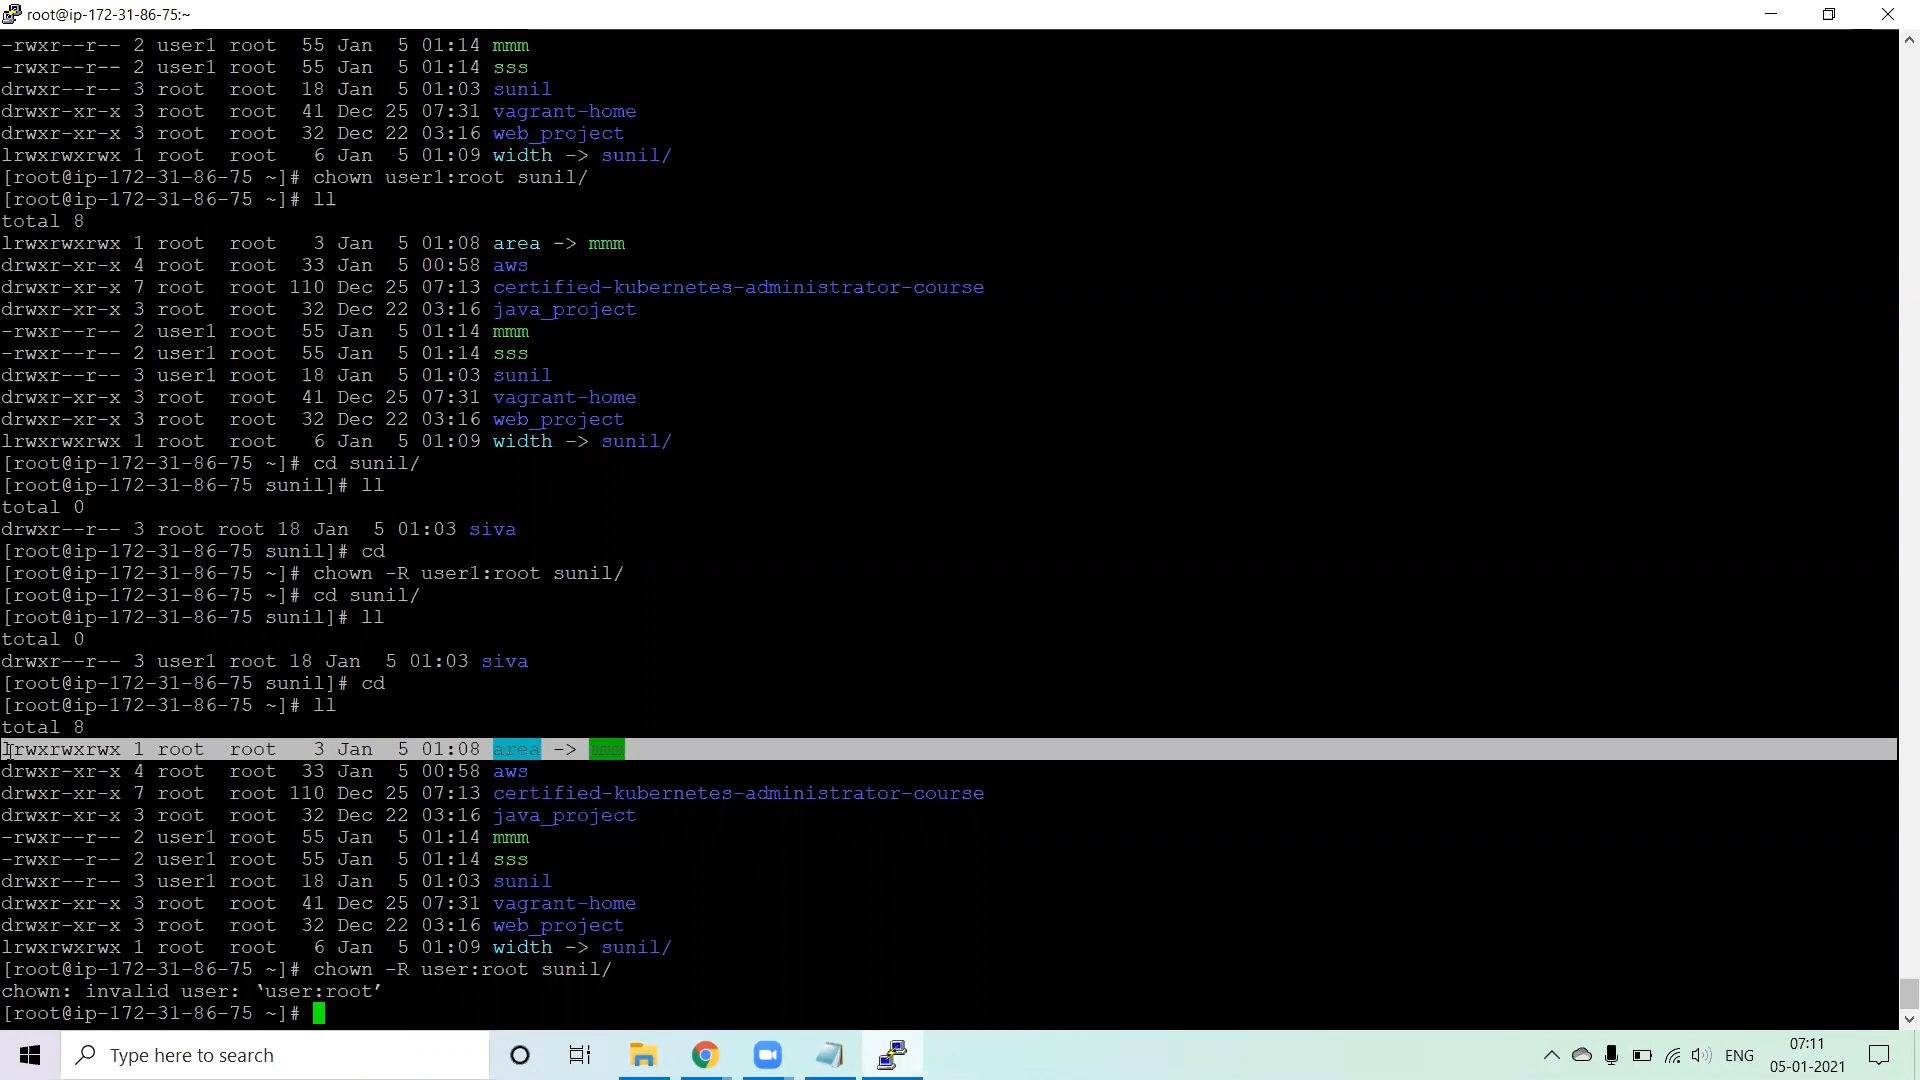 root@ip-172-31-86-75:~
-rwxr--r-- 2 user1 root  55 Jan  5 01:14 mmm
-rwxr--r-- 2 user1 root  55 Jan  5 01:14 sss
drwxr--r-- 3 root  root  18 Jan  5 01:03 sunil
drwxr-xr-x 3 root  root  41 Dec 25 07:31 vagrant-home
drwxr-xr-x 3 root  root  32 Dec 22 03:16 web_project
lrwxrwxrwx 1 root  root   6 Jan  5 01:09 width -> sunil/
[root@ip-172-31-86-75 ~]# chown user1:root sunil/
[root@ip-172-31-86-75 ~]# ll
total 8
lrwxrwxrwx 1 root  root   3 Jan  5 01:08 area -> mmm
drwxr-xr-x 4 root  root  33 Jan  5 00:58 aws
drwxr-xr-x 7 root  root 110 Dec 25 07:13 certified-kubernetes-administrator-course
drwxr-xr-x 3 root  root  32 Dec 22 03:16 java_project
-rwxr--r-- 2 user1 root  55 Jan  5 01:14 mmm
-rwxr--r-- 2 user1 root  55 Jan  5 01:14 sss
drwxr--r-- 3 user1 root  18 Jan  5 01:03 sunil
drwxr-xr-x 3 root  root  41 Dec 25 07:31 vagrant-home
drwxr-xr-x 3 root  root  32 Dec 22 03:16 web_project
lrwxrwxrwx 1 root  root   6 Jan  5 01:09 width -> sunil/
[root@ip-172-31-86-75 ~]# cd sunil/
[root@ip-172-31-86-75 sunil]# ll
total 0
drwxr--r-- 3 root root 18 Jan  5 01:03 siva
[root@ip-172-31-86-75 sunil]# cd
[root@ip-172-31-86-75 ~]# chown -R user1:root sunil/
[root@ip-172-31-86-75 ~]# cd sunil/
[root@ip-172-31-86-75 sunil]# ll
total 0
drwxr--r-- 3 user1 root 18 Jan  5 01:03 siva
[root@ip-172-31-86-75 sunil]# cd
[root@ip-172-31-86-75 ~]# ll
total 8
lrwxrwxrwx 1 root  root   3 Jan  5 01:08 area -> mmm
drwxr-xr-x 4 root  root  33 Jan  5 00:58 aws
drwxr-xr-x 7 root  root 110 Dec 25 07:13 certified-kubernetes-administrator-course
drwxr-xr-x 3 root  root  32 Dec 22 03:16 java_project
-rwxr--r-- 2 user1 root  55 Jan  5 01:14 mmm
-rwxr--r-- 2 user1 root  55 Jan  5 01:14 sss
drwxr--r-- 3 user1 root  18 Jan  5 01:03 sunil
drwxr-xr-x 3 root  root  41 Dec 25 07:31 vagrant-home
drwxr-xr-x 3 root  root  32 Dec 22 03:16 web_project
lrwxrwxrwx 1 root  root   6 Jan  5 01:09 width -> sunil/
[root@ip-172-31-86-75 ~]# chown -R user:root sunil/
chown: invalid user: ‘user:root’
[root@ip-172-31-86-75 ~]#
Type here to search
ENG
07:11
05-01-2021